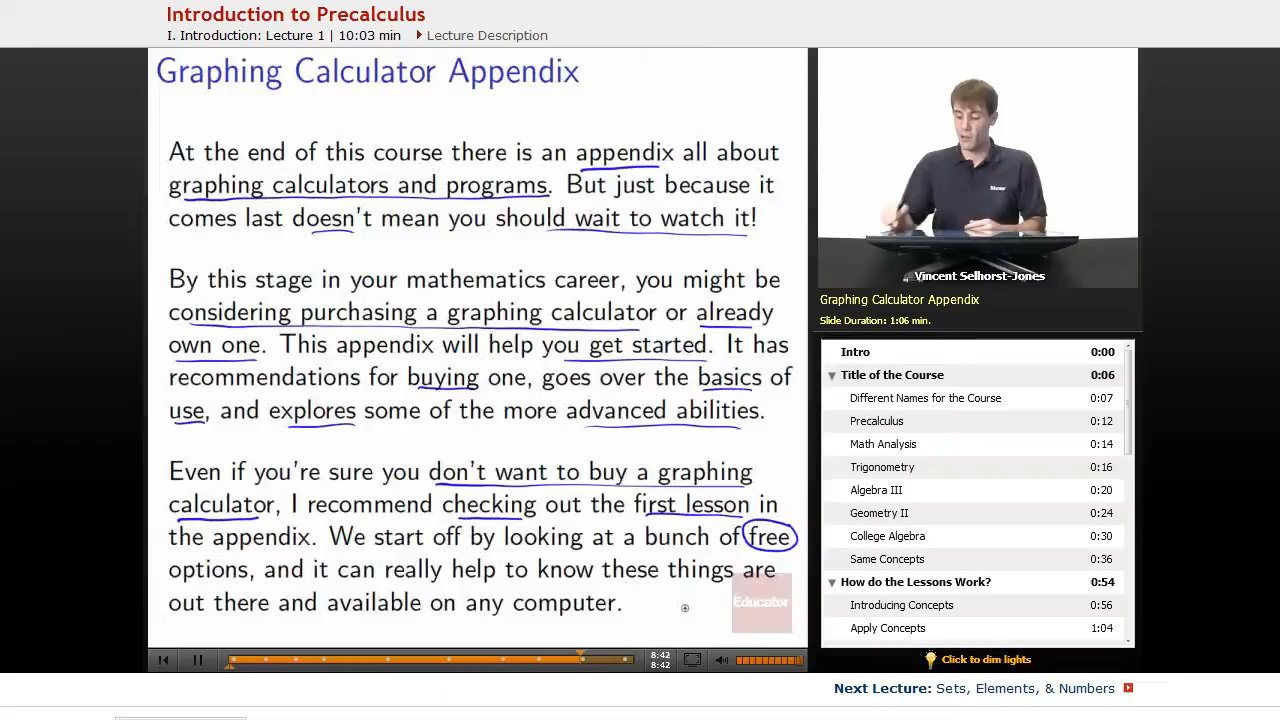 Introduction to Precalculus
I. Introduction: Lecture 1 | 10:03 min
Lecture Description
Graphing Calculator Appendix
At the end of this course there is an appendix all about
graphing calculators and programs. But just because it
comes last doesn't mean you should wait to watch it!
By this stage in your mathematics career, you might be
considering purchasing a graphing calculator or already
own one. This appendix will help you get started. It has
recommendations for buying one, goes over the basics of
use, and explores some of the more advanced abilities.
Even if you're sure you don't want to buy a graphing
calculator, I recommend checking out the first lesson in
the appendix. We start off by looking at a bunch of free
options, and it can really help to know these things are
out there and available on any computer.
Educator
8:42
8:42
Vincent Selhorst-Jones
Graphing Calculator Appendix
Slide Duration: 1:06 min.
Intro 0:00
Title of the Course 0:06
Different Names for the Course 0:07
Precalculus 0:12
Math Analysis 0:14
Trigonometry 0:16
Algebra III 0:20
Geometry II 0:24
College Algebra 0:30
Same Concepts 0:36
How do the Lessons Work? 0:54
Introducing Concepts 0:56
Apply Concepts 1:04
Click to dim lights
Next Lecture: Sets, Elements, & Numbers